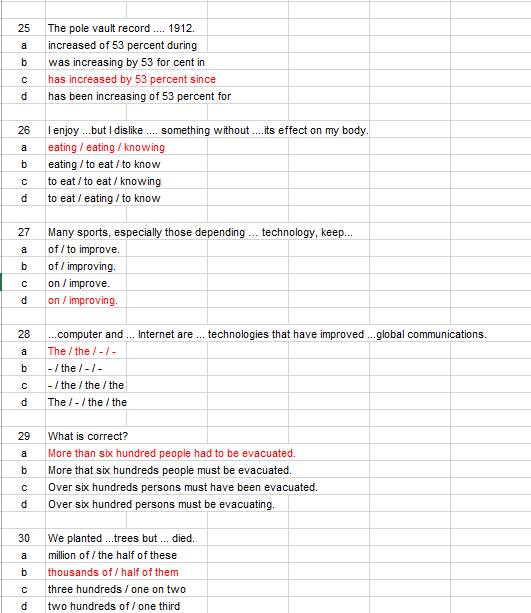 25 The pole vault record .... 1912.
a increased of 53 percent during
b was increasing by 53 for cent in
c has increased by 53 percent since
d has been increasing of 53 percent for
26 I enjoy ...but I dislike .... something without ....its effect on my body.
a eating / eating / knowing
b eating / to eat / to know
c to eat / to eat / knowing
d to eat / eating / to know
27 Many sports, especially those depending ... technology, keep...
a of / to improve.
b of / improving.
c on / improve.
d on / improving.
28 ...computer and ... Internet are ... technologies that have improved ...global communications.
a The / the / - / -
b - / the / - / -
c - / the / the / the
d The / - / the / the
29 What is correct?
a More than six hundred people had to be evacuated.
b More that six hundreds people must be evacuated.
c Over six hundreds persons must have been evacuated.
d Over six hundred persons must be evacuating.
30 We planted ...trees but ... died.
a million of / the half of these
b thousands of / half of them
c three hundreds / one on two
d two hundreds of / one third